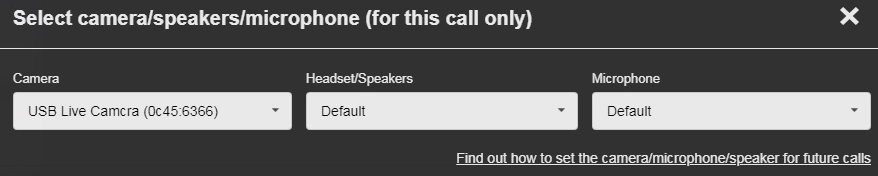 Select camera/speakers/microphone (for this call only)
Camera
Headset/Speakers
Microphone
USB Live Camcra (0c45:6366)
Default
Default
Find out how to set the camera/microphone/speaker for future calls